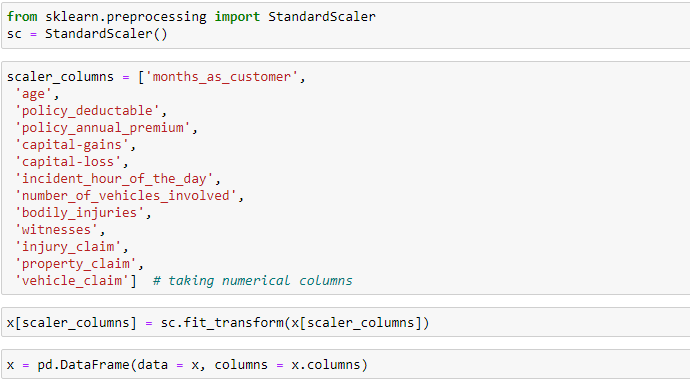 from sklearn.preprocessing import StandardScaler
sc = StandardScaler()
scaler_columns = ['months_as_customer',
'age',
'policy_deductable',
'policy_annual_premium',
'capital-gains',
'capital-loss',
'incident_hour_of_the_day',
'number_of_vehicles_involved',
'bodily_injuries',
'witnesses',
'injury_claim',
'property_claim',
'vehicle_claim']  # taking numerical columns
x[scaler_columns] = sc.fit_transform(x[scaler_columns])
x = pd.DataFrame(data = x, columns = x.columns)